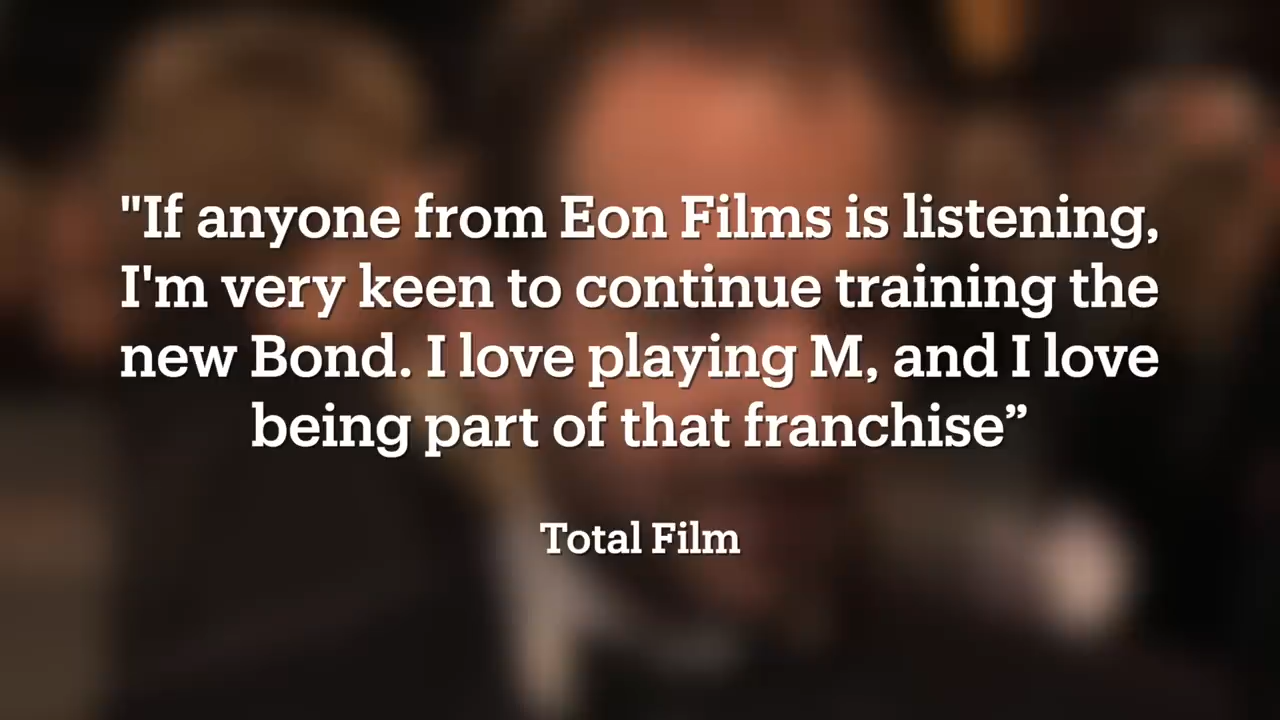 "If anyone from Eon Films is listening,
I'm very keen to continue training the
new Bond. I love playing M, and I love
being part of that franchise”
Total Film